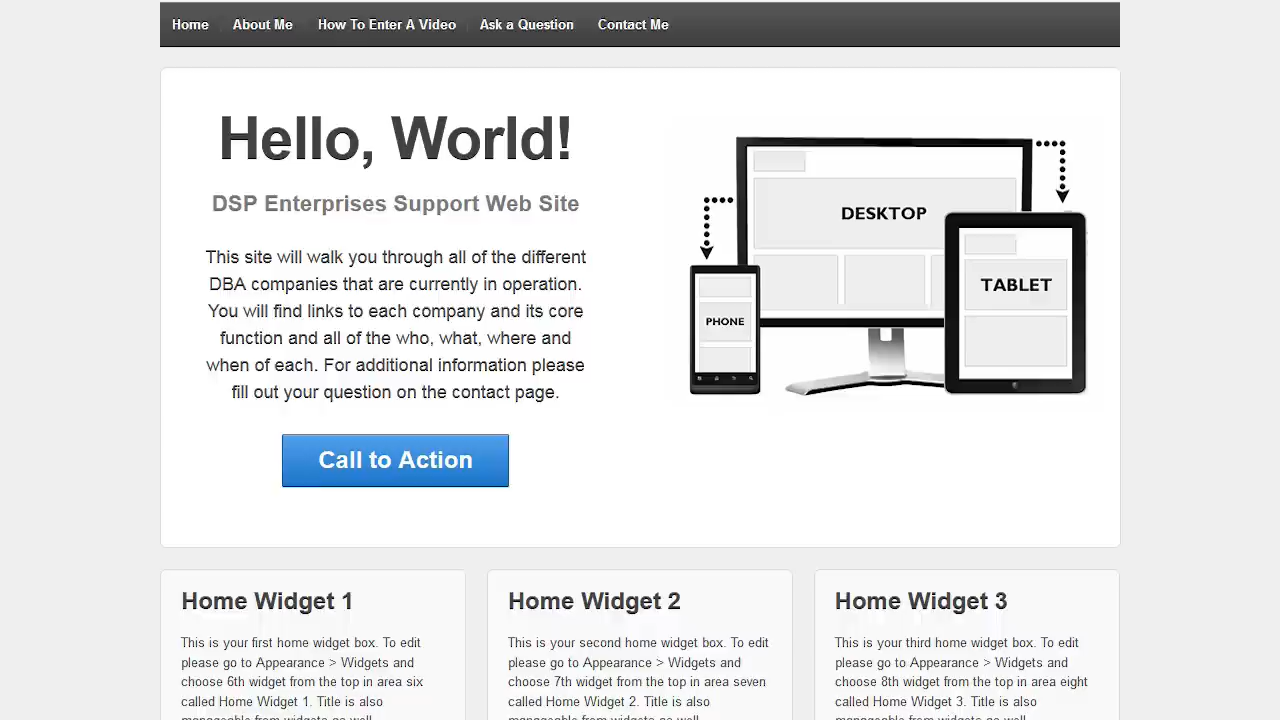 Home About Me How To Enter A Video Ask a Question Contact Me
Hello, World!
DSP Enterprises Support Web Site
This site will walk you through all of the different
DBA companies that are currently in operation.
You will find links to each company and its core
function and all of the who, what, where and
when of each. For additional information please
fill out your question on the contact page.
Call to Action
DESKTOP
TABLET
PHONE
Home Widget 1
This is your first home widget box. To edit
please go to Appearance > Widgets and
choose 6th widget from the top in area six
called Home Widget 1. Title is also
manageable from widgets as well.
Home Widget 2
This is your second home widget box. To edit
please go to Appearance > Widgets and
choose 7th widget from the top in area seven
called Home Widget 2. Title is also
manageable from widgets as well.
Home Widget 3
This is your third home widget box. To edit
please go to Appearance > Widgets and
choose 8th widget from the top in area eight
called Home Widget 3. Title is also
manageable from widgets as well.